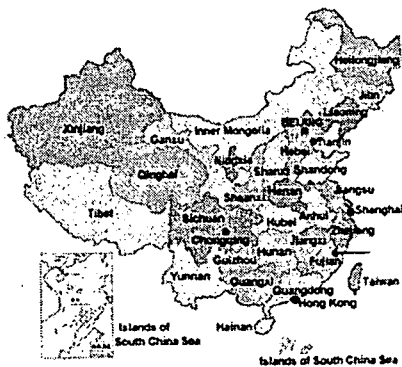 Heilongjiang
Jilin
Liaoning
Xinjiang
Inner Mongolia
BEIJING
Gansu
Tianjin
Hebei
Ningxia
Shanxi
Shandong
Qinghai
Shaanxi
Henan
Jiangsu
Tibet
Shanghai
Sichuan
Hubei
Anhui
Chongqing
Zhejiang
Jiangxi
Hunan
Guizhou
Fujian
Yunnan
Guangxi
Guangdong
Taiwan
Hong Kong
Hainan
Islands of
South China Sea
Islands of South China Sea